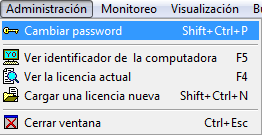 Administración Monitoreo Visualización
Cambiar password Shift+Ctrl+P
Ver identificador de la computadora F5
Ver la licencia actual F4
Cargar una licencia nueva Shift+Ctrl+N
Cerrar ventana Ctrl+Esc